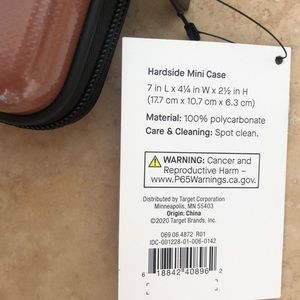 Hardside Mini Case
7 in L x 4¼ in W x 2½ in H
(17.7 cm x 10.7 cm x 6.3 cm)
Material: 100% polycarbonate
Care & Cleaning: Spot clean.
WARNING: Cancer and
Reproductive Harm –
www.P65Warnings.ca.gov.
Distributed by Target Corporation
Minneapolis, MN 55403
Origin: China
©2020 Target Brands, Inc.
069 06 4872 R01
IDC-001228-01-006-0142
6 18842 40896 2